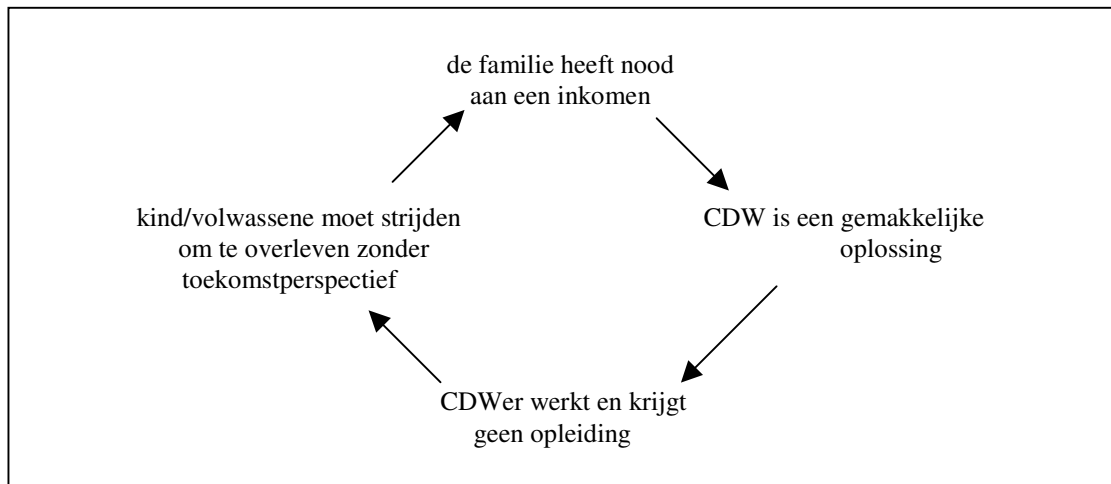 de familie heeft nood
aan een inkomen
CDW is een gemakkelijke
oplossing
CDWer werkt en krijgt
geen opleiding
kind/volwassene moet strijden
om te overleven zonder
toekomstperspectief